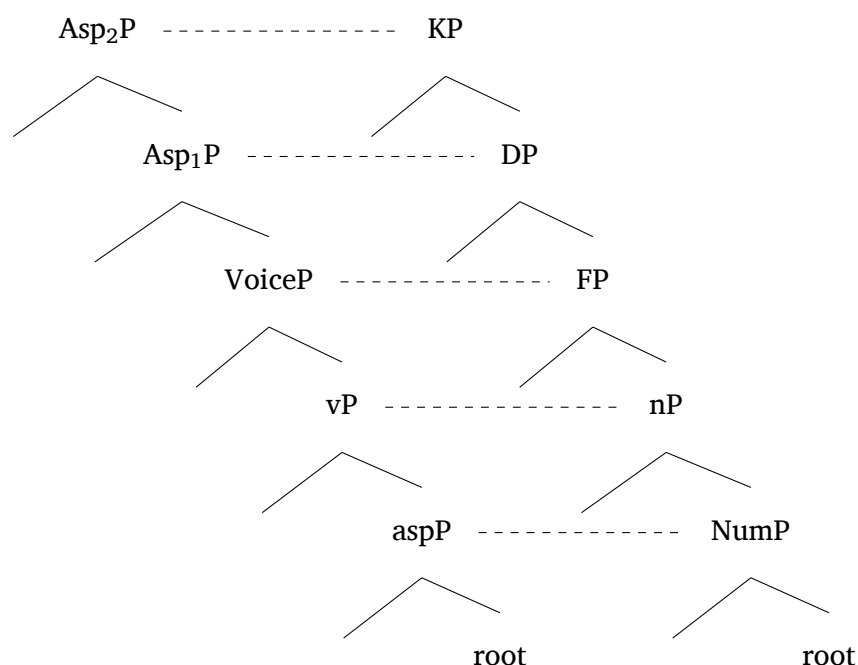 Asp₂P KP
Asp₁P DP
VoiceP FP
vP nP
aspP NumP
root root